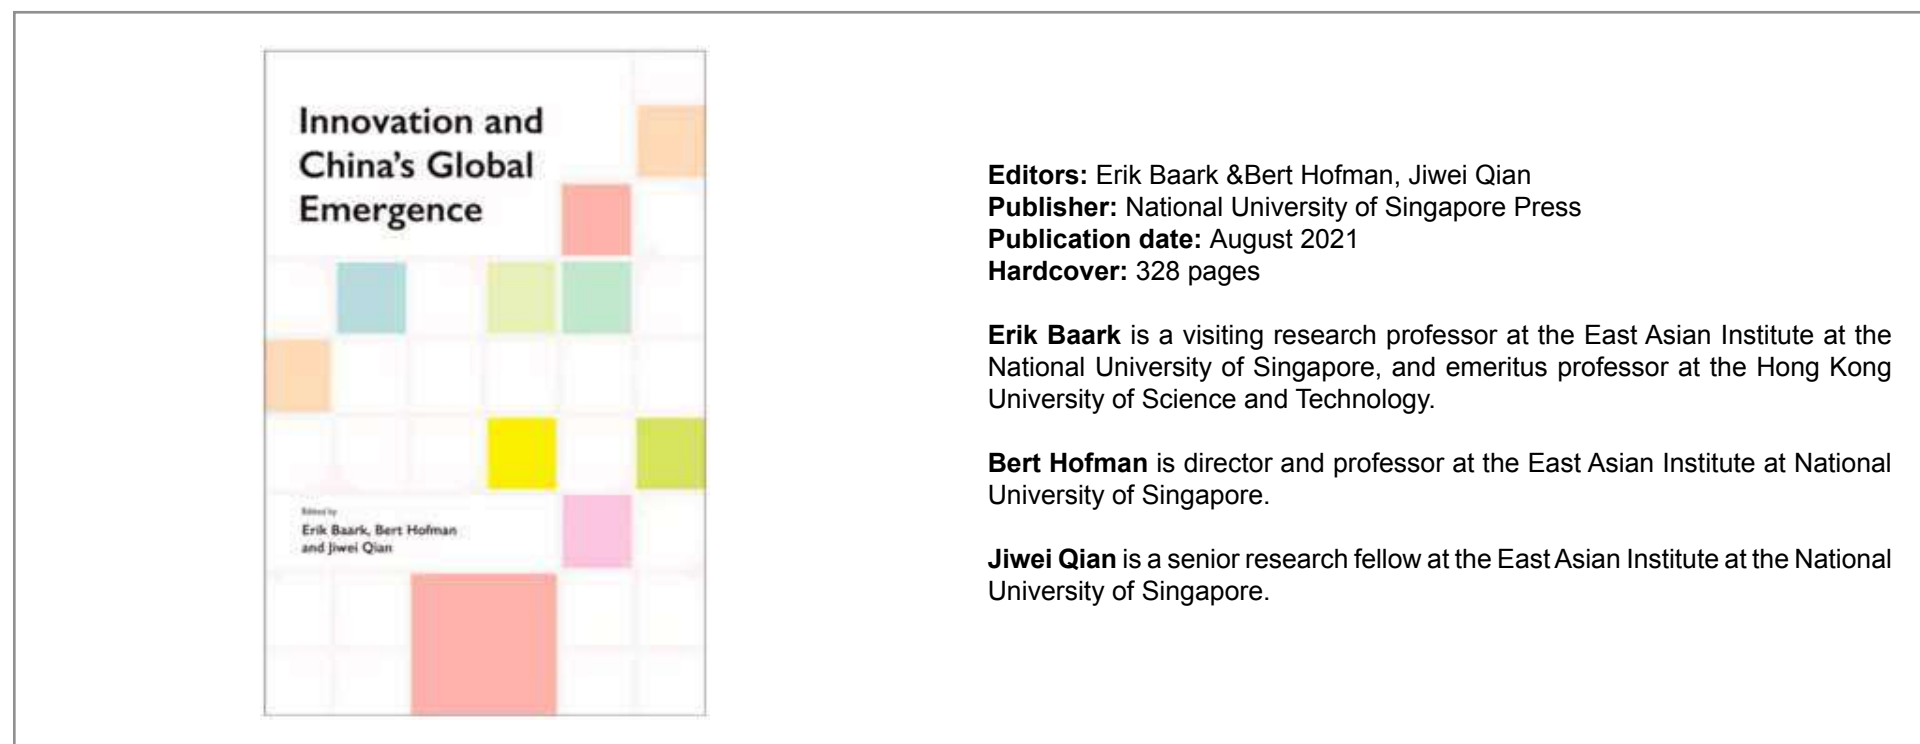 Innovation and
China's Global
Emergence
Edited by
Erik Baark, Bert Hofman
and Jiwei Qian
Editors: Erik Baark &Bert Hofman, Jiwei Qian
Publisher: National University of Singapore Press
Publication date: August 2021
Hardcover: 328 pages
Erik Baark is a visiting research professor at the East Asian Institute at the
National University of Singapore, and emeritus professor at the Hong Kong
University of Science and Technology.
Bert Hofman is director and professor at the East Asian Institute at National
University of Singapore.
Jiwei Qian is a senior research fellow at the East Asian Institute at the National
University of Singapore.